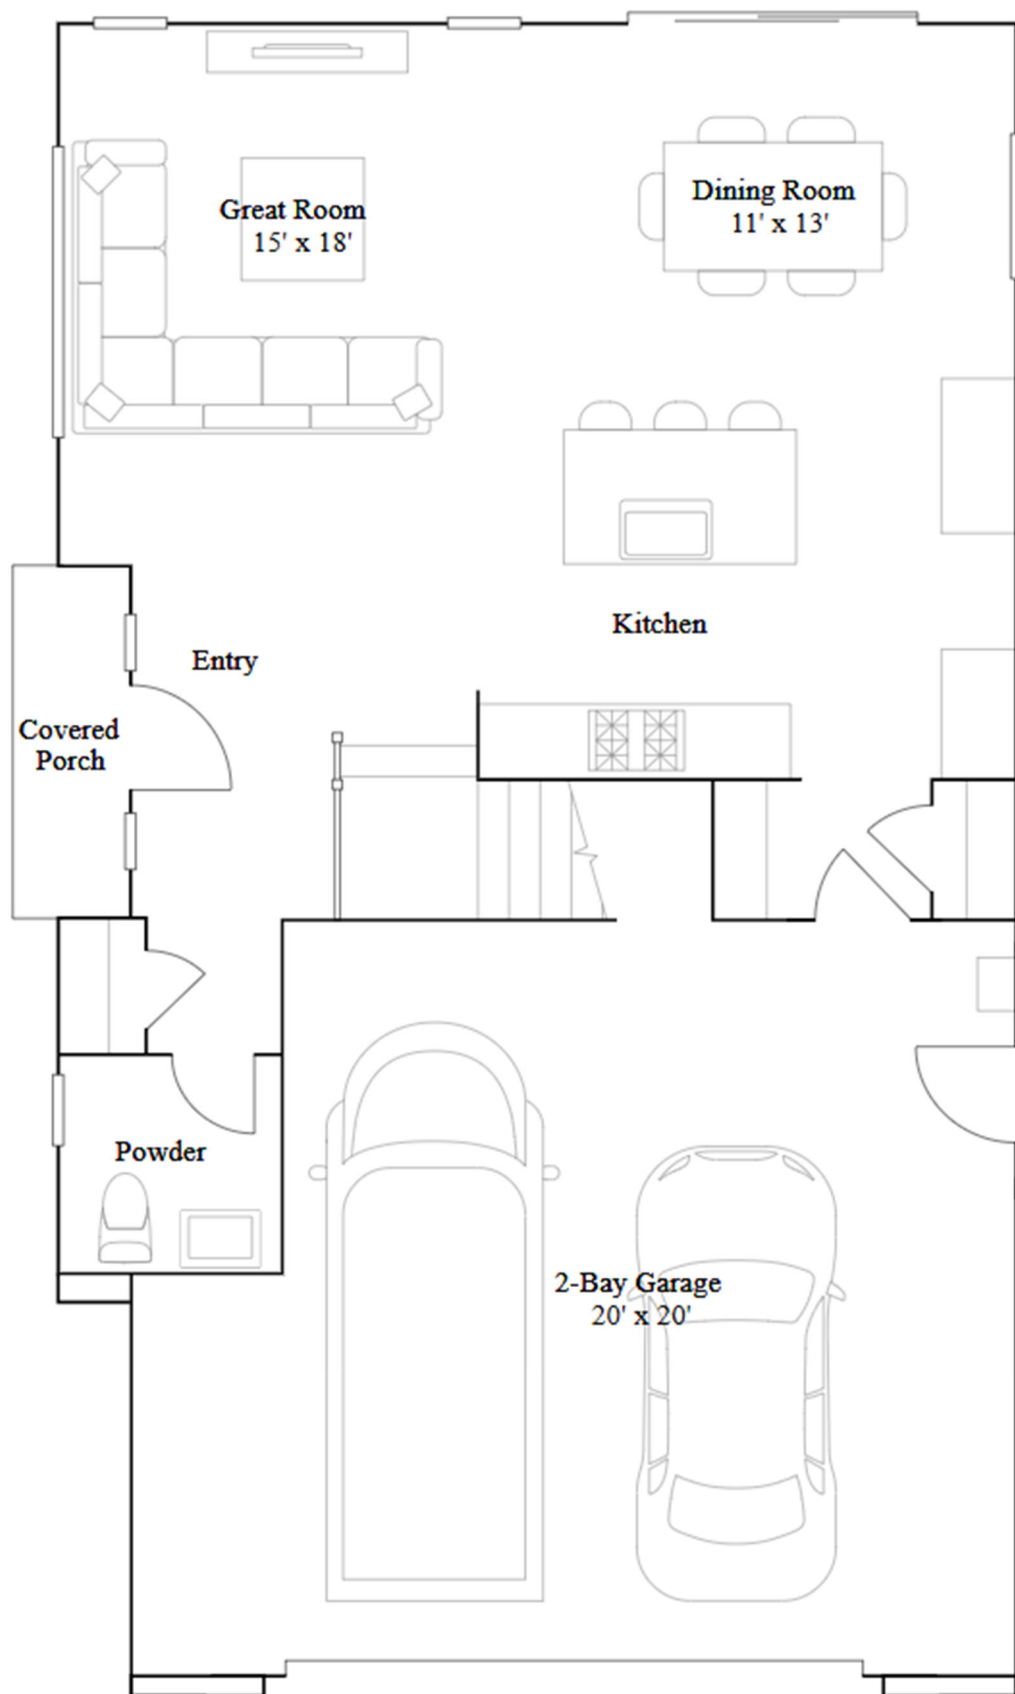 Great Room
15' x 18'
Dining Room
11' x 13'
Kitchen
Entry
Covered
Porch
Powder
2-Bay Garage
20' x 20'